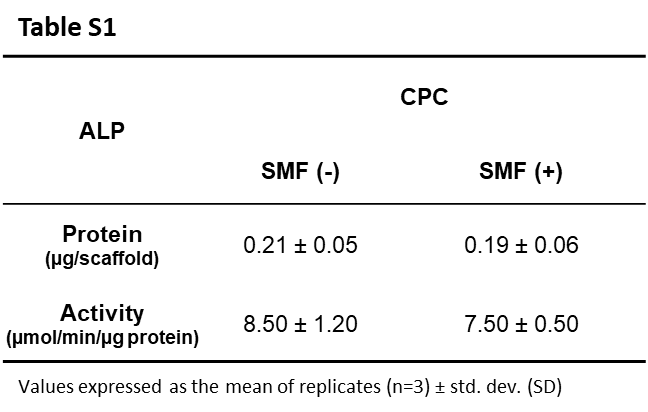 Table S1
CPC
ALP
SMF (-) SMF (+)
Protein
(µg/scaffold) 0.21 ± 0.05 0.19 ± 0.06
Activity
(µmol/min/µg protein) 8.50 ± 1.20 7.50 ± 0.50
Values expressed as the mean of replicates (n=3) ± std. dev. (SD)